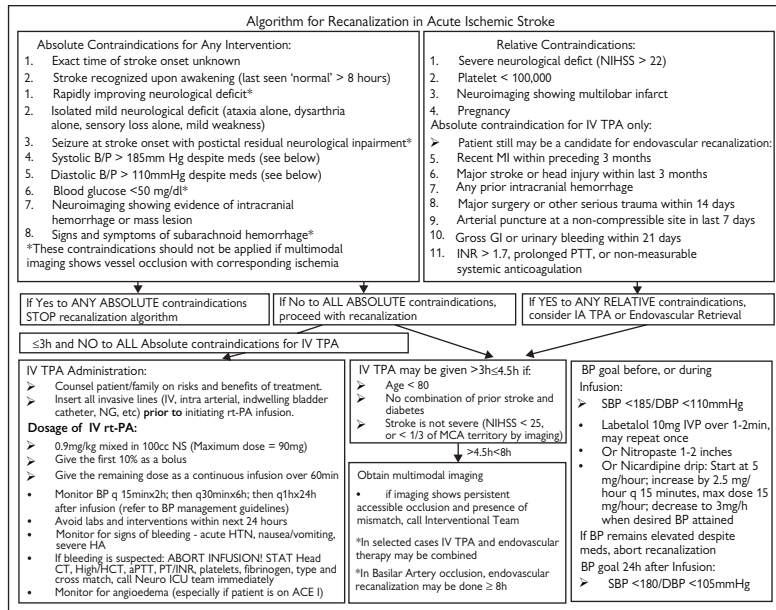 Algorithm for Recanalization in Acute Ischemic Stroke
Absolute Contraindications for Any Intervention:
1. Exact time of stroke onset unknown
2. Stroke recognized upon awakening (last seen 'normal' > 8 hours)
1. Rapidly improving neurological deficit*
2. Isolated mild neurological deficit (ataxia alone, dysarthria
alone, sensory loss alone, mild weakness)
3. Seizure at stroke onset with postictal residual neurological inpairment*
4. Systolic B/P > 185mm Hg despite meds (see below)
5. Diastolic B/P > 110mmHg despite meds (see below)
6. Blood glucose <50 mg/dl*
7. Neuroimaging showing evidence of intracranial
hemorrhage or mass lesion
8. Signs and symptoms of subarachnoid hemorrhage*
*These contraindications should not be applied if multimodal
imaging shows vessel occlusion with corresponding ischemia
Relative Contraindications:
1. Severe neurological defict (NIHSS > 22)
2. Platelet < 100,000
3. Neuroimaging showing multilobar infarct
4. Pregnancy
Absolute contraindication for IV TPA only:
➢ Patient still may be a candidate for endovascular recanalization:
5. Recent MI within preceding 3 months
6. Major stroke or head injury within last 3 months
7. Any prior intracranial hemorrhage
8. Major surgery or other serious trauma within 14 days
9. Arterial puncture at a non-compressible site in last 7 days
10. Gross GI or urinary bleeding within 21 days
11. INR > 1.7, prolonged PTT, or non-measurable
systemic anticoagulation
If Yes to ANY ABSOLUTE contraindications
STOP recanalization algorithm
If No to ALL ABSOLUTE contraindications,
proceed with recanalization
If YES to ANY RELATIVE contraindications,
consider IA TPA or Endovascular Retrieval
≤3h and NO to ALL Absolute contraindications for IV TPA
IV TPA Administration:
➢ Counsel patient/family on risks and benefits of treatment.
➢ Insert all invasive lines (IV, intra arterial, indwelling bladder
catheter, NG, etc) prior to initiating rt-PA infusion.
Dosage of IV rt-PA:
➢ 0.9mg/kg mixed in 100cc NS (Maximum dose = 90mg)
➢ Give the first 10% as a bolus
➢ Give the remaining dose as a continuous infusion over 60min
• Monitor BP q 15minx2h; then q30minx6h; then q1hx24h
after infusion (refer to BP management guidelines)
• Avoid labs and interventions within next 24 hours
• Monitor for signs of bleeding - acute HTN, nausea/vomiting,
severe HA
• If bleeding is suspected: ABORT INFUSION! STAT Head
CT, High/HCT, aPTT, PT/INR, platelets, fibrinogen, type and
cross match, call Neuro ICU team immediately
• Monitor for angioedema (especially if patient is on ACE I)
IV TPA may be given >3h≤4.5h if:
➢ Age < 80
➢ No combination of prior stroke and
diabetes
➢ Stroke is not severe (NIHSS < 25,
or < 1/3 of MCA territory by imaging)
>4.5h<8h
Obtain multimodal imaging
• if imaging shows persistent
accessible occlusion and presence of
mismatch, call Interventional Team
*In selected cases IV TPA and endovascular
therapy may be combined
*In Basilar Artery occlusion, endovascular
recanalization may be done ≥ 8h
BP goal before, or during
Infusion:
➢ SBP <185/DBP <110mmHg
• Labetalol 10mg IVP over 1-2min,
may repeat once
• Or Nitropaste 1-2 inches
• Or Nicardipine drip: Start at 5
mg/hour; increase by 2.5 mg/
hour q 15 minutes, max dose 15
mg/hour; decrease to 3mg/h
when desired BP attained
If BP remains elevated despite
meds, abort recanalization
BP goal 24h after Infusion:
➢ SBP <180/DBP <105mmHg